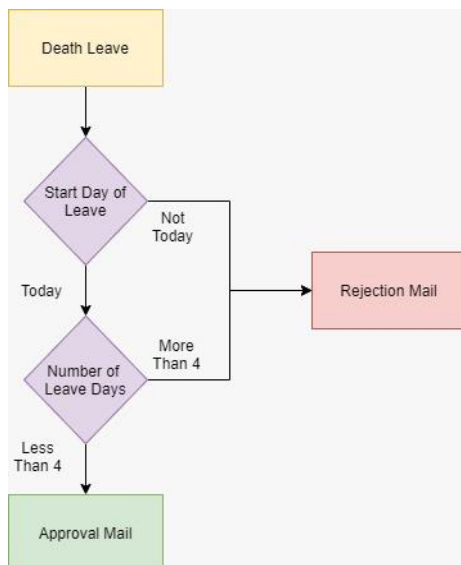 Death Leave
Start Day of
Leave
Not
Today
Today
Rejection Mail
Number of
Leave Days
More
Than 4
Less
Than 4
Approval Mail